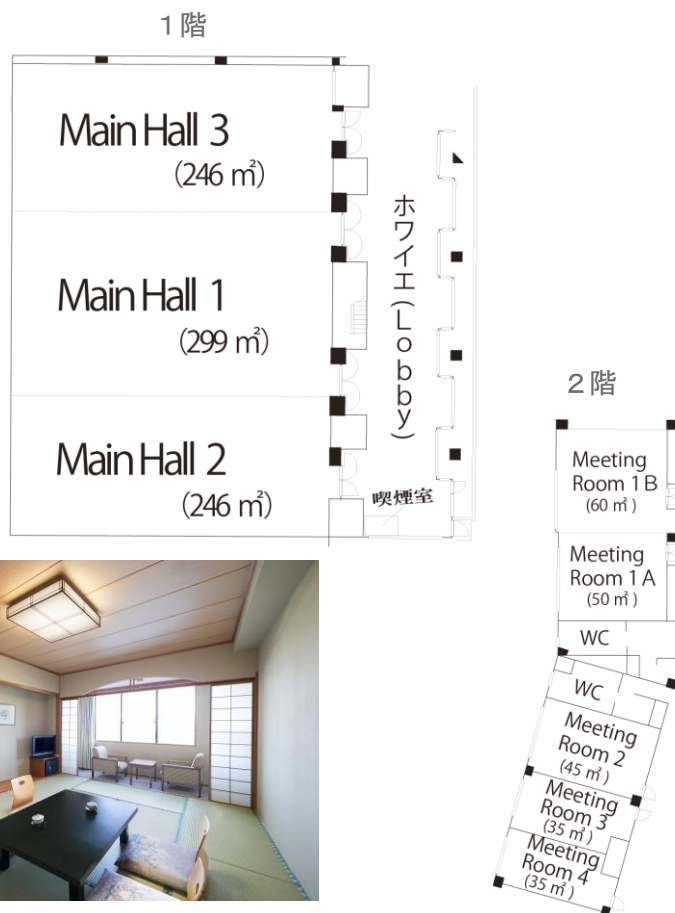 1階
Main Hall 3
(246 ㎡)
Main Hall 1
(299 ㎡)
Main Hall 2
(246 ㎡)
ホワイエ(Lobby)
喫煙室
2階
Meeting
Room 1B
(60 ㎡)
Meeting
Room 1A
(50 ㎡)
WC
WC
Meeting
Room 2
(45 ㎡)
Meeting
Room 3
(35 ㎡)
Meeting
Room 4
(35 ㎡)